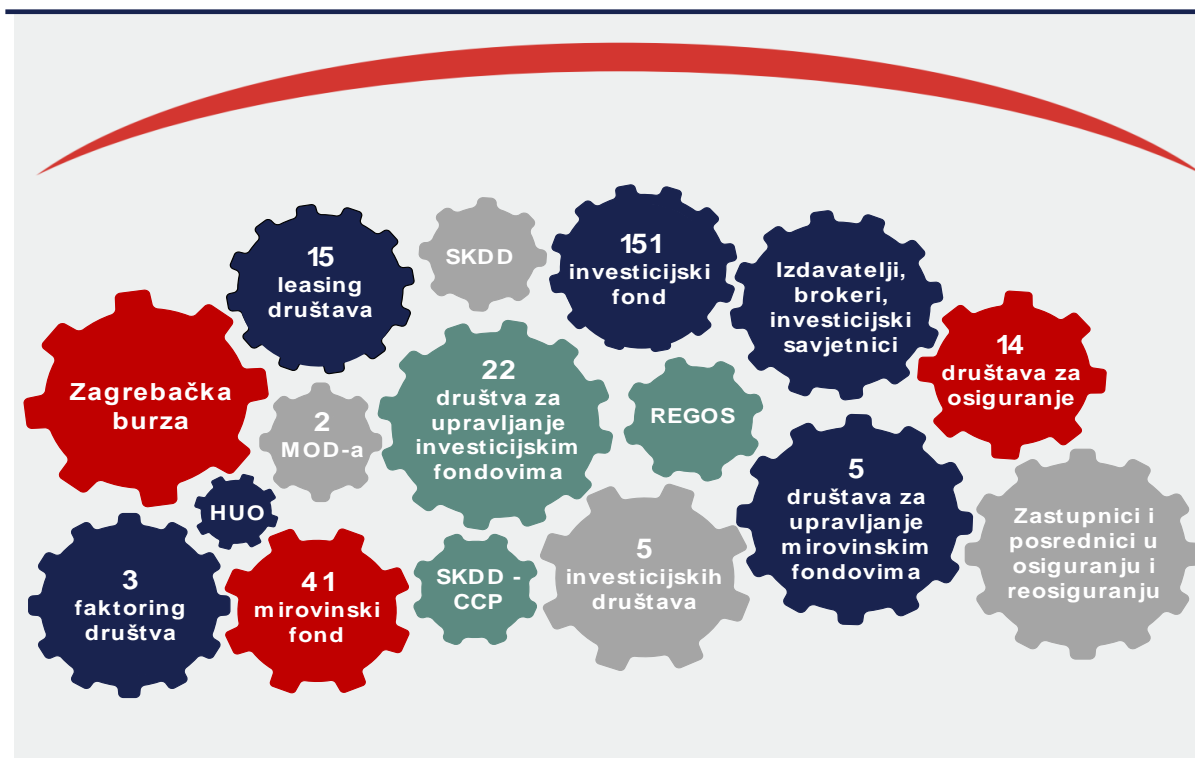 15
leasing
društava
SKDD
151
investicijski
fond
Izdavatelji,
brokeri,
investicijski
savjetnici
14
društava za
osiguranje
Zagrebačka
burza
2
MOD-a
22
društva za
upravljanje
investicijskim
fondovima
REGOS
5
društava za
upravljanje
mirovinskim
fondovima
Zastupnici i
posrednici u
osiguranju i
reosiguranju
HUO
3
faktoring
društva
41
mirovinski
fond
SKDD -
CCP
5
investicijskih
društava